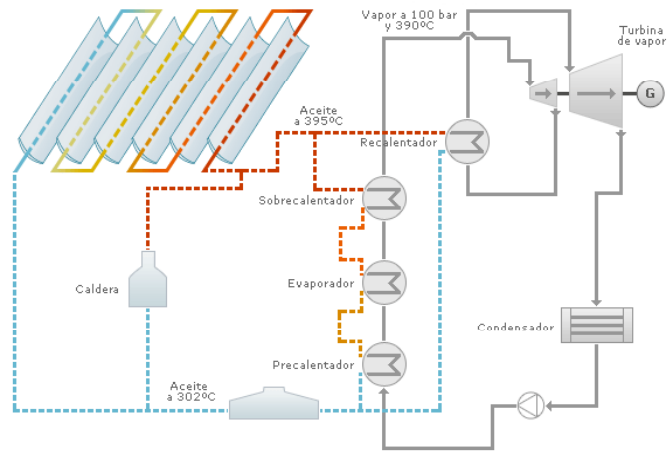 Vapor a 100 bar
y 390ºC
Turbina
de vapor
G
Aceite
a 395ºC
Recalentador
Sobrecalentador
Caldera
Evaporador
Condensador
Precalentador
Aceite
a 302ºC